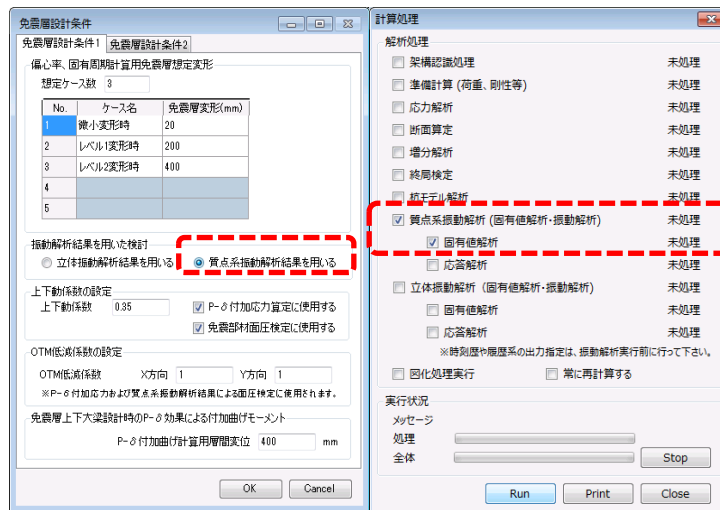 免震層設計条件
免震層設計条件1 免震層設計条件2
偏心率、固有周期計算用免震層想定変形
想定ケース数 3
No. ケース名 免震層変形(mm)
1 微小変形時 20
2 レベル1変形時 200
3 レベル2変形時 400
4
5
振動解析結果を用いた検討
立体振動解析結果を用いる 質点系振動解析結果を用いる
上下動係数の設定
上下動係数 0.35 P-δ付加応力算定に使用する
免震部材面圧検定に使用する
OTM低減係数の設定
OTM低減係数 X方向 1 Y方向 1
※P-δ付加応力および質点系振動解析結果による面圧検定に使用されます。
免震層上下大梁設計時のP-δ効果による付加曲げモーメント
P-δ付加曲げ計算用層間変位 400 mm
OK Cancel
計算処理
解析処理
架構認識処理 未処理
準備計算 (荷重、剛性等) 未処理
応力解析 未処理
断面算定 未処理
増分解析 未処理
終局検定 未処理
杭モデル解析 未処理
質点系振動解析 (固有値解析・振動解析) 未処理
固有値解析 未処理
応答解析 未処理
立体振動解析 (固有値解析・振動解析) 未処理
固有値解析 未処理
応答解析 未処理
※時刻歴や履歴系の出力指定は、振動解析実行前に行って下さい。
図化処理実行 常に再計算する
実行状況
メッセージ
処理
全体 Stop
Run Print Close